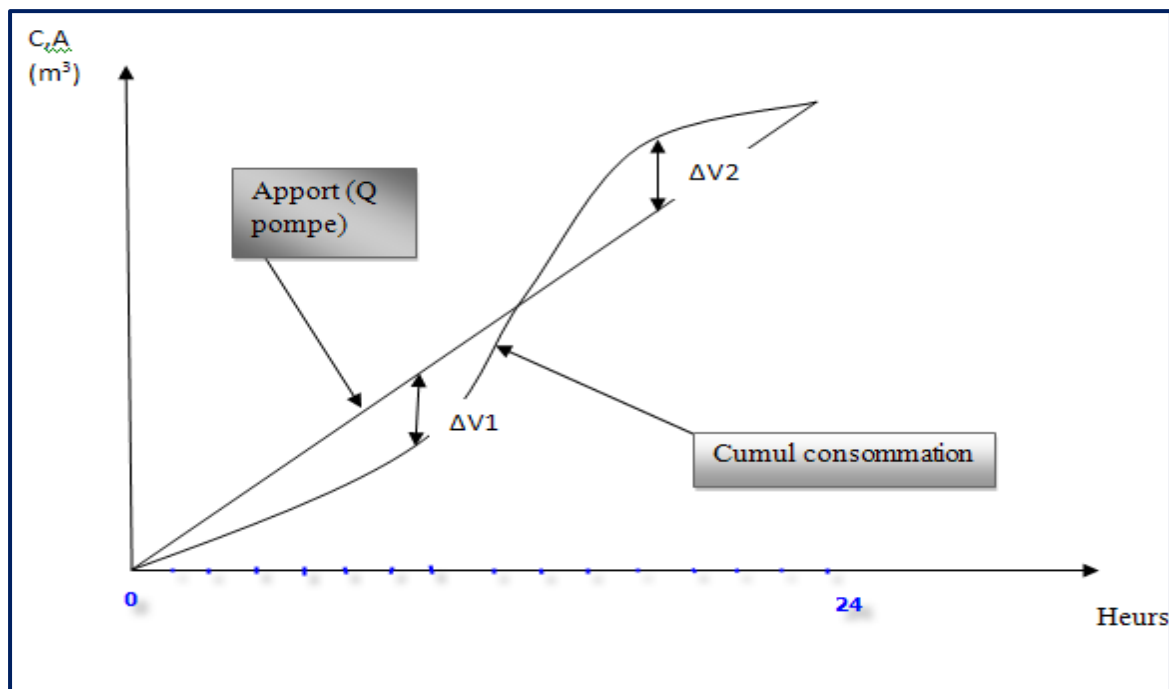 C,A
(m³)
Apport (Q
pompe)
ΔV2
ΔV1
Cumul consommation
0
24
Heurs